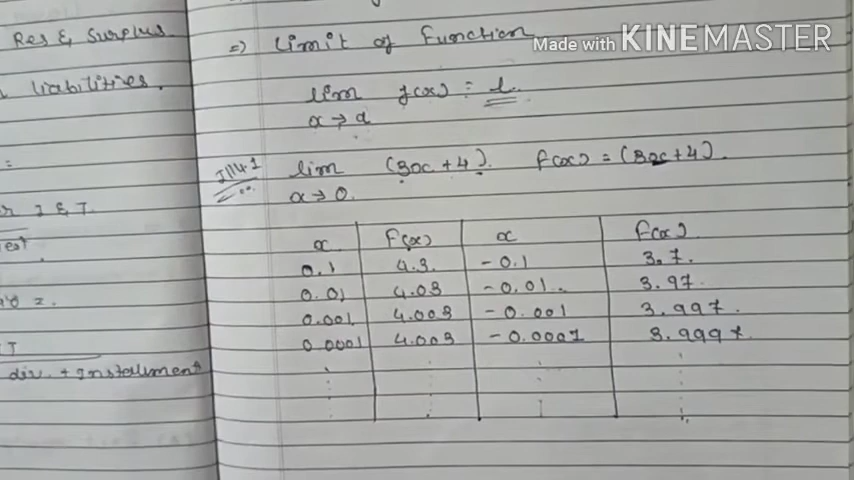 Res & Surplus
liabilities.
=
I & T.
z.
div. + Installment
Made with KINEMASTER
=) Limit of Function
lim f(x) = l.
x→a
Ill4.1 lim (3x+4). f(x) = (3x+4).
x→0.
x F(x) x F(x)
0.1 4.3. -0.1 3.7.
0.01 4.03 -0.01.. 3.97.
0.001 4.003 -0.001 3.997.
0.0001 4.003 -0.0001 3.9997.